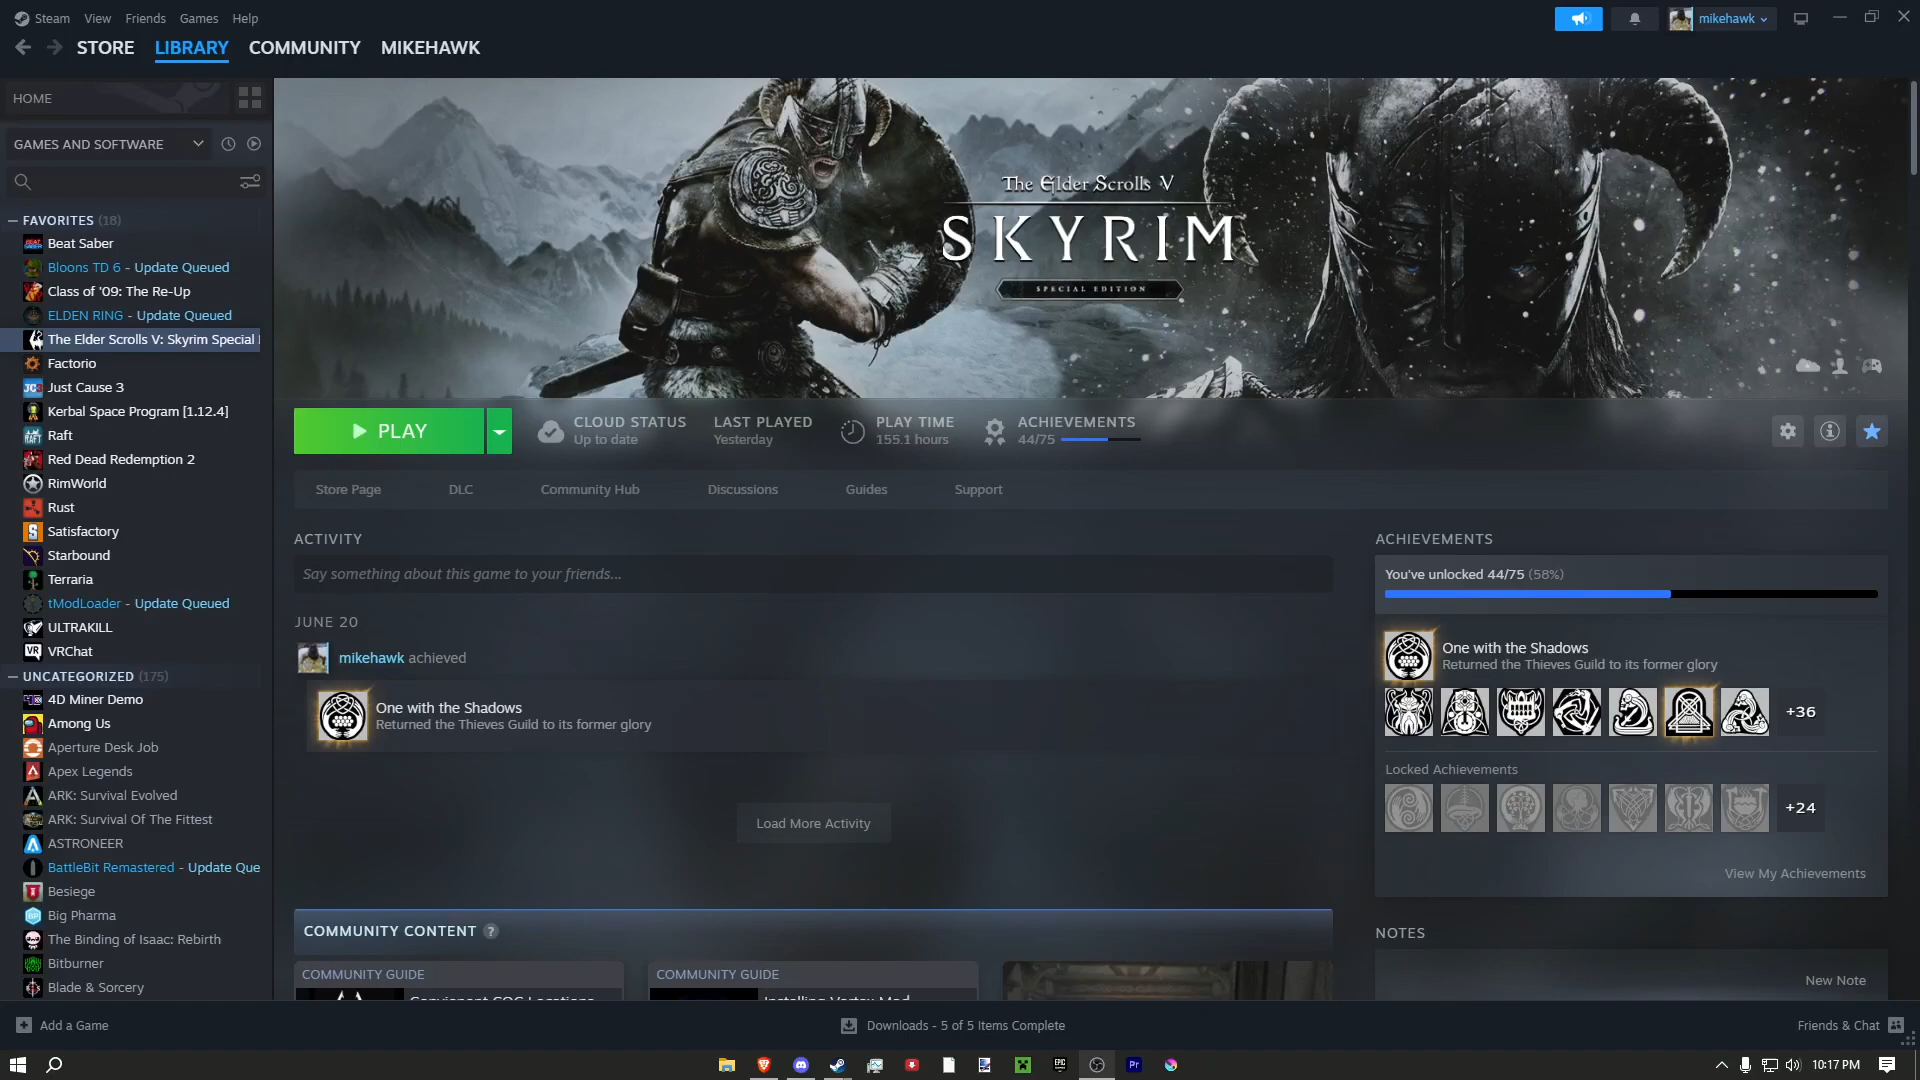 Steam View Friends Games Help
mikehawk
STORE LIBRARY COMMUNITY MIKEHAWK
HOME
GAMES AND SOFTWARE
FAVORITES (18)
Beat Saber
Bloons TD 6 - Update Queued
Class of '09: The Re-Up
ELDEN RING - Update Queued
The Elder Scrolls V: Skyrim Special
Factorio
Just Cause 3
Kerbal Space Program [1.12.4]
Raft
Red Dead Redemption 2
RimWorld
Rust
Satisfactory
Starbound
Terraria
tModLoader - Update Queued
ULTRAKILL
VRChat
UNCATEGORIZED (175)
4D Miner Demo
Among Us
Aperture Desk Job
Apex Legends
ARK: Survival Evolved
ARK: Survival Of The Fittest
ASTRONEER
BattleBit Remastered - Update Que
Besiege
Big Pharma
The Binding of Isaac: Rebirth
Bitburner
Blade & Sorcery
The Elder Scrolls V
SKYRIM
SPECIAL EDITION
PLAY
CLOUD STATUS
Up to date
LAST PLAYED
Yesterday
PLAY TIME
155.1 hours
ACHIEVEMENTS
44/75
Store Page DLC Community Hub Discussions Guides Support
ACTIVITY
Say something about this game to your friends...
JUNE 20
mikehawk achieved
One with the Shadows
Returned the Thieves Guild to its former glory
Load More Activity
COMMUNITY CONTENT ?
COMMUNITY GUIDE
COMMUNITY GUIDE
Installing Vortex Mod
ACHIEVEMENTS
You've unlocked 44/75 (58%)
One with the Shadows
Returned the Thieves Guild to its former glory
+36
Locked Achievements
+24
View My Achievements
NOTES
New Note
Add a Game
Downloads - 5 of 5 Items Complete
Friends & Chat
10:17 PM